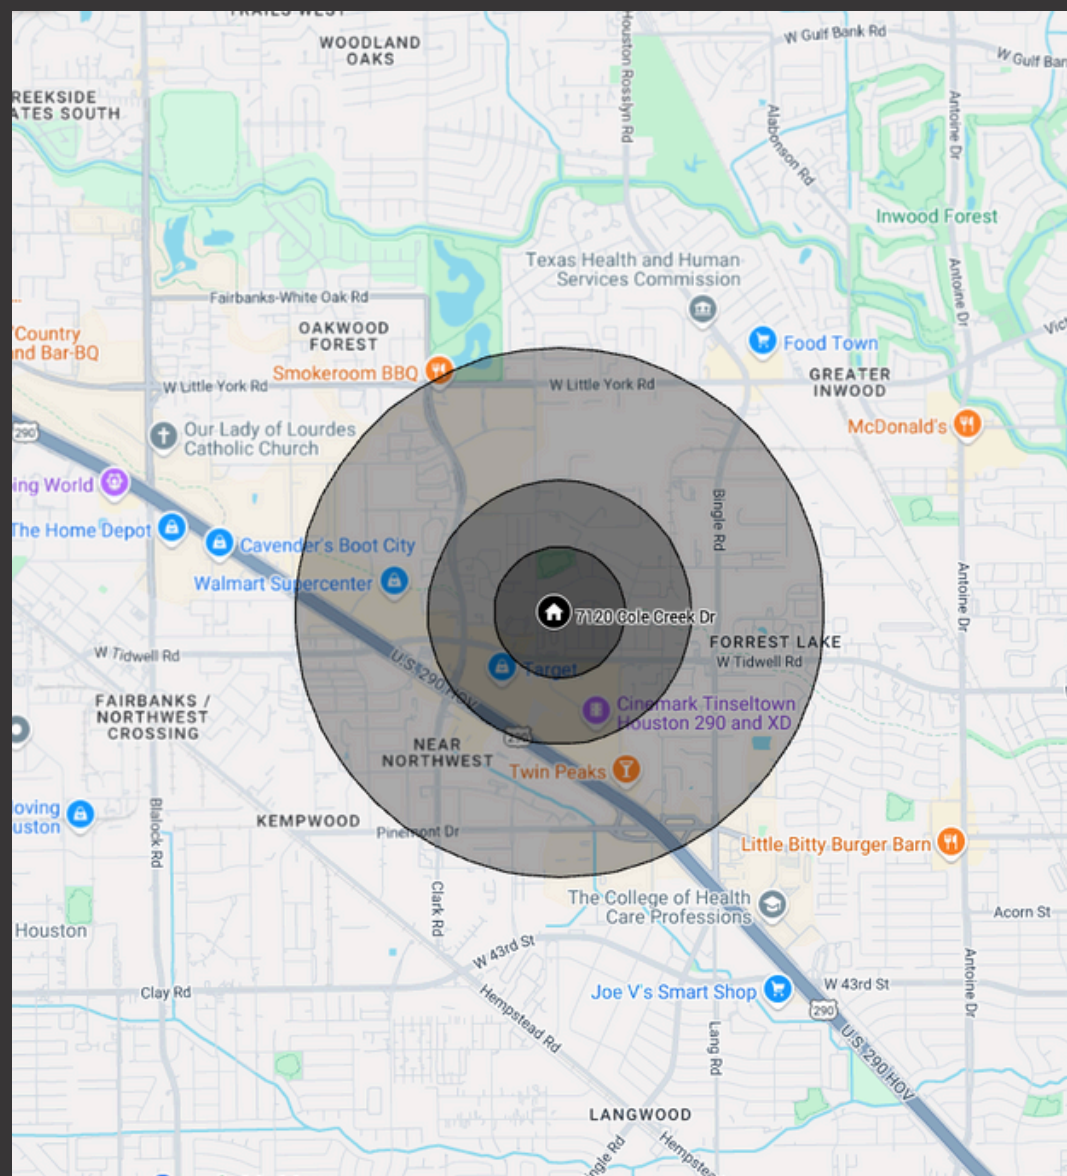 TRAILS WEST
WOODLAND
OAKS
W Gulf Bank Rd
W Gulf Ban
REEKSIDE
ATES SOUTH
Houston Rosslyn Rd
Alabonson Rd
Antoine Dr
Inwood Forest
Texas Health and Human
Services Commission
Antoine Dr
Fairbanks-White Oak Rd
OAKWOOD
FOREST
Country
nd Bar-BQ
Food Town
Vict
Smokeroom BBQ
W Little York Rd
W Little York Rd
GREATER
INWOOD
290
Our Lady of Lourdes
Catholic Church
McDonald's
ing World
Bingle Rd
The Home Depot
Cavender's Boot City
Walmart Supercenter
Antoine Dr
7120 Cole Creek Dr
FORREST LAKE
W Tidwell Rd
W Tidwell Rd
U.S. 290 HOV
Target
FAIRBANKS /
NORTHWEST
CROSSING
Cinemark Tinseltown
Houston 290 and XD
290
NEAR
NORTHWEST
Twin Peaks
oving
uston
Blalock Rd
KEMPWOOD
Pinemont Dr
Little Bitty Burger Barn
Clark Rd
The College of Health
Care Professions
Acorn St
Houston
W 43rd St
Antoine Dr
Clay Rd
Hempstead Rd
Joe V's Smart Shop
W 43rd St
290
U.S. 290 HOV
Lang Rd
LANGWOOD
ngle Rd
Hempste